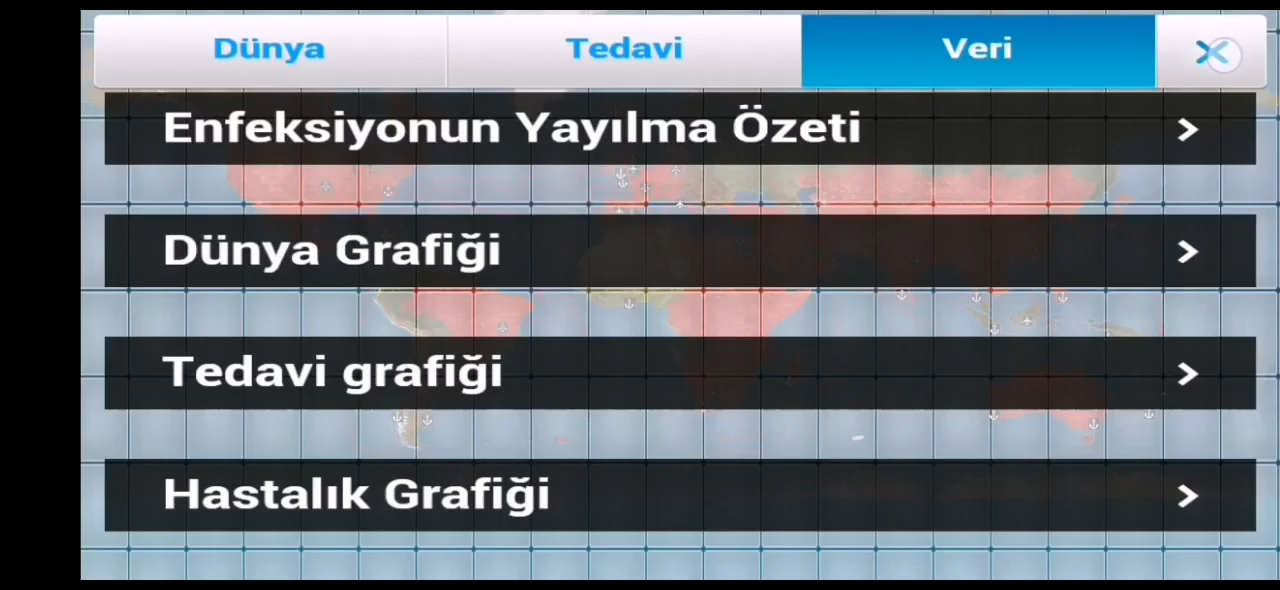 Dünya
Tedavi
Veri
Enfeksiyonun Yayılma Özeti
Dünya Grafiği
Tedavi grafiği
Hastalık Grafiği